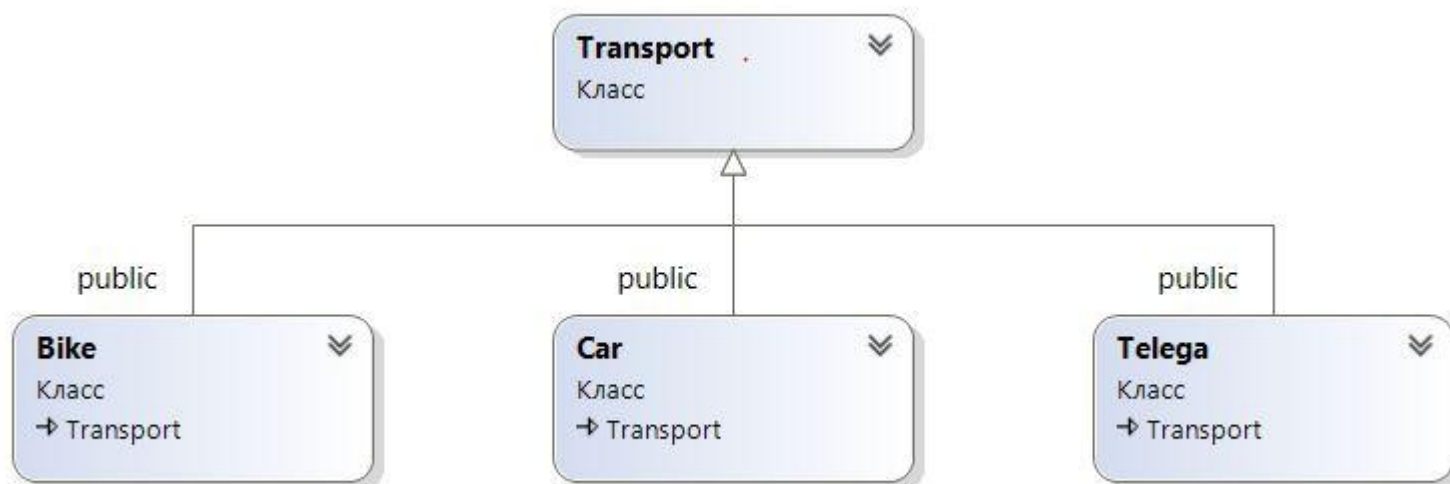 Transport
Класс
public
public
public
Bike
Класс
Transport
Car
Класс
Transport
Telega
Класс
Transport